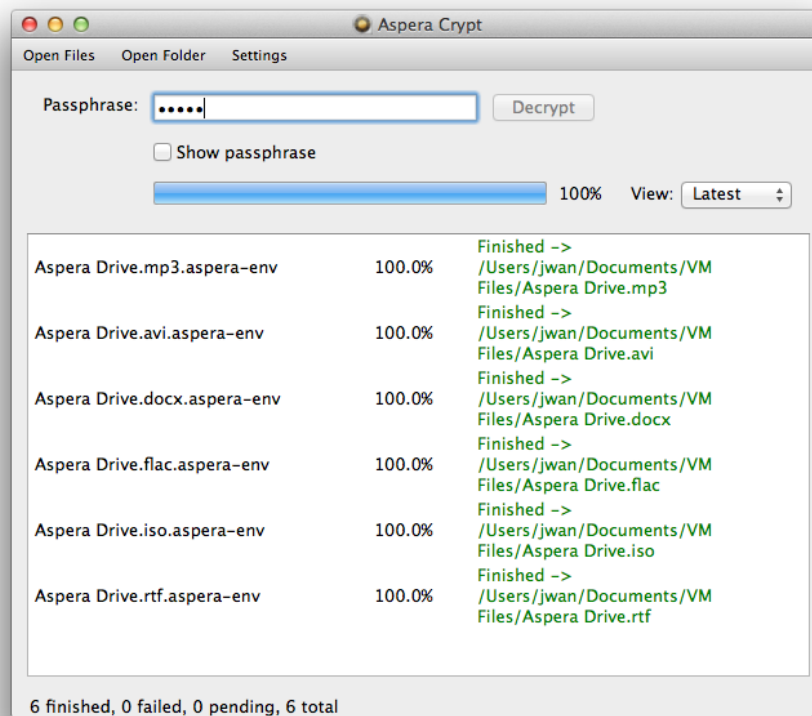 Aspera Crypt
Open Files Open Folder Settings
Passphrase: ••••• Decrypt
Show passphrase
100% View: Latest
Aspera Drive.mp3.aspera-env 100.0% Finished ->
/Users/jwan/Documents/VM
Files/Aspera Drive.mp3
Aspera Drive.avi.aspera-env 100.0% Finished ->
/Users/jwan/Documents/VM
Files/Aspera Drive.avi
Aspera Drive.docx.aspera-env 100.0% Finished ->
/Users/jwan/Documents/VM
Files/Aspera Drive.docx
Aspera Drive.flac.aspera-env 100.0% Finished ->
/Users/jwan/Documents/VM
Files/Aspera Drive.flac
Aspera Drive.iso.aspera-env 100.0% Finished ->
/Users/jwan/Documents/VM
Files/Aspera Drive.iso
Aspera Drive.rtf.aspera-env 100.0% Finished ->
/Users/jwan/Documents/VM
Files/Aspera Drive.rtf
6 finished, 0 failed, 0 pending, 6 total